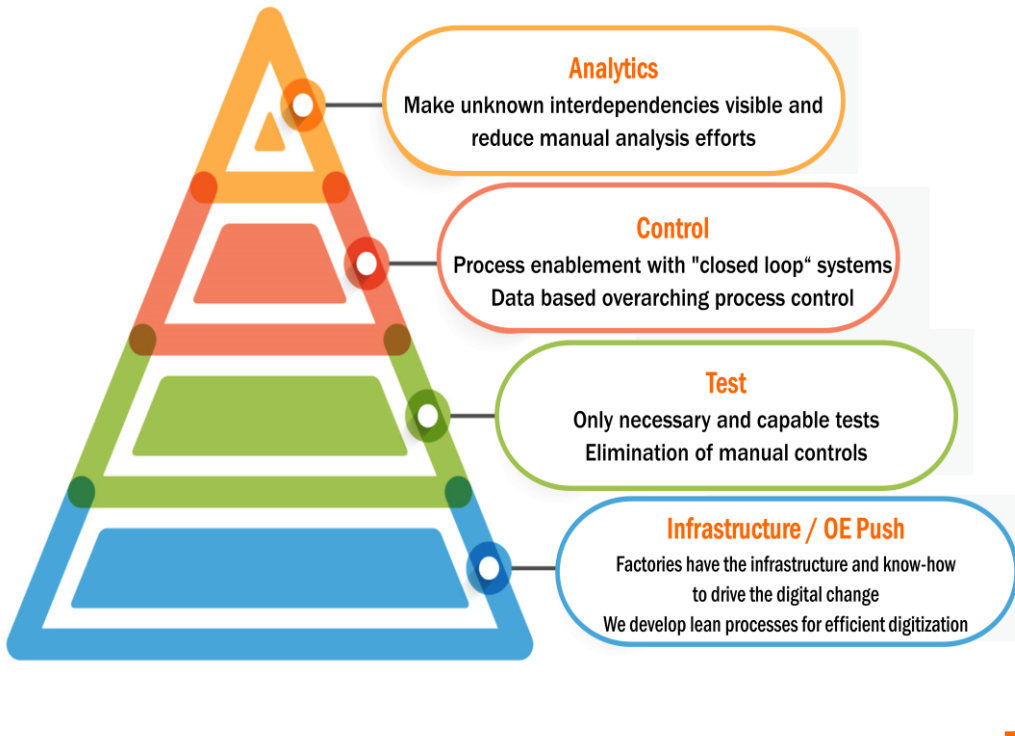 Analytics
Make unknown interdependencies visible and
reduce manual analysis efforts
Control
Process enablement with "closed loop“ systems
Data based overarching process control
Test
Only necessary and capable tests
Elimination of manual controls
Infrastructure / OE Push
Factories have the infrastructure and know-how
to drive the digital change
We develop lean processes for efficient digitization